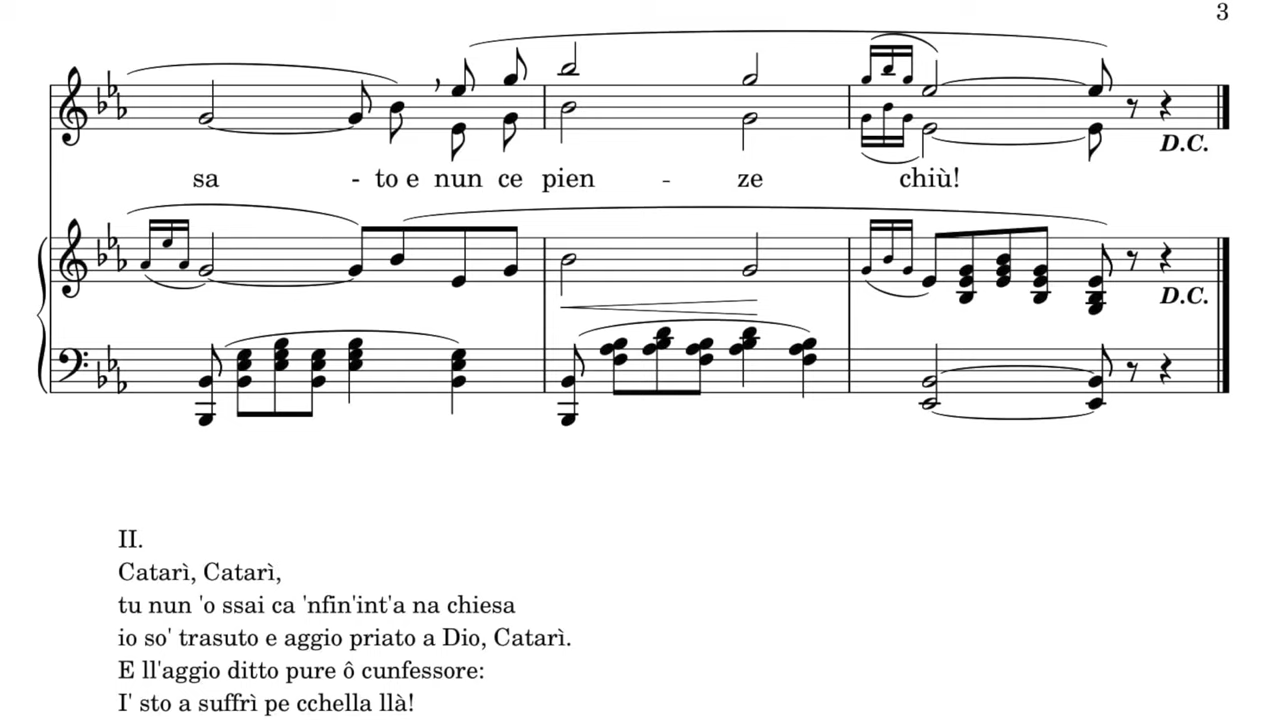 3
D.C.
sa - to e nun ce pien - ze chiù!
D.C.
II.
Catarì, Catarì,
tu nun 'o ssai ca 'nfin'int'a na chiesa
io so' trasuto e aggio priato a Dio, Catarì.
E ll'aggio ditto pure ô cunfessore:
I' sto a suffrì pe cchella llà!